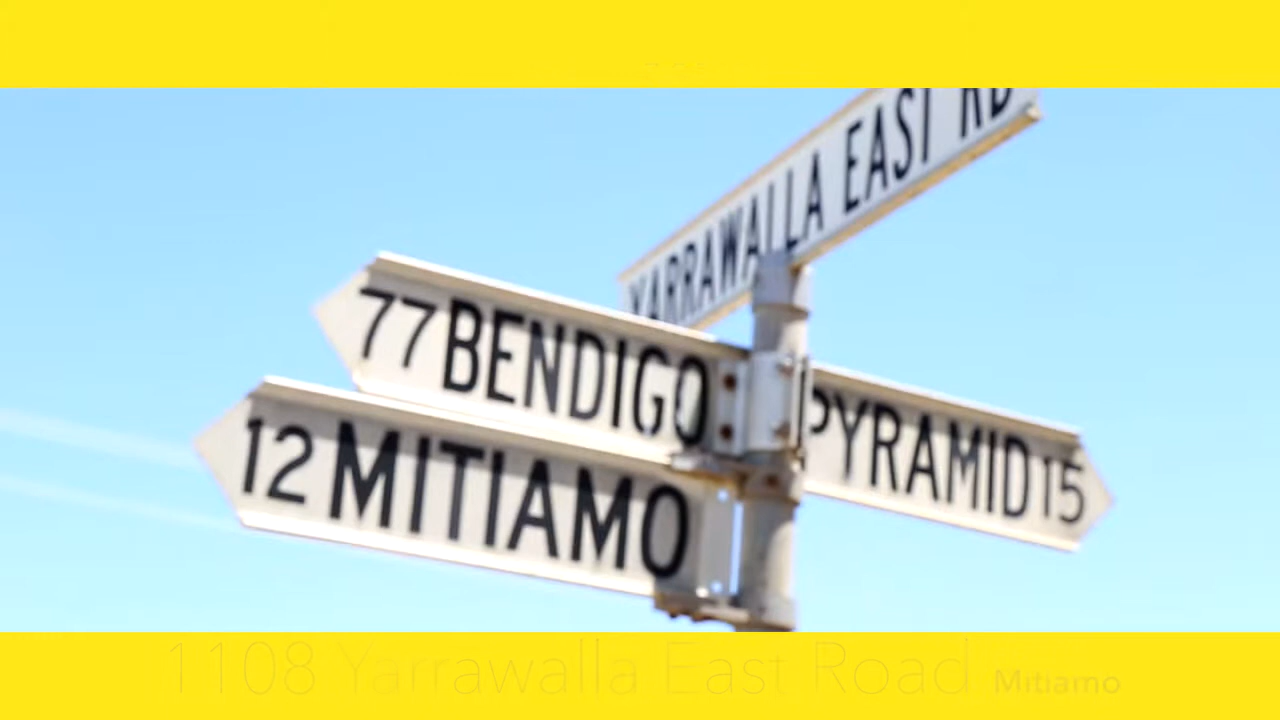 YARRAWALLA EAST RD
77 BENDIGO
PYRAMID 15
12 MITIAMO
1108 Yarrawalla East Road Mitiamo